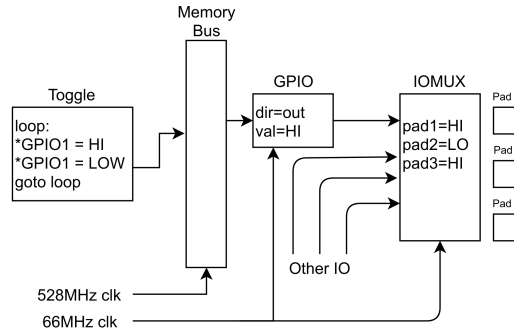 Memory
Bus
Toggle
loop:
*GPIO1 = HI
*GPIO1 = LOW
goto loop
GPIO
dir=out
val=HI
IOMUX
pad1=HI
pad2=LO
pad3=HI
Pad
Pad
Pad
Other IO
528MHz clk
66MHz clk